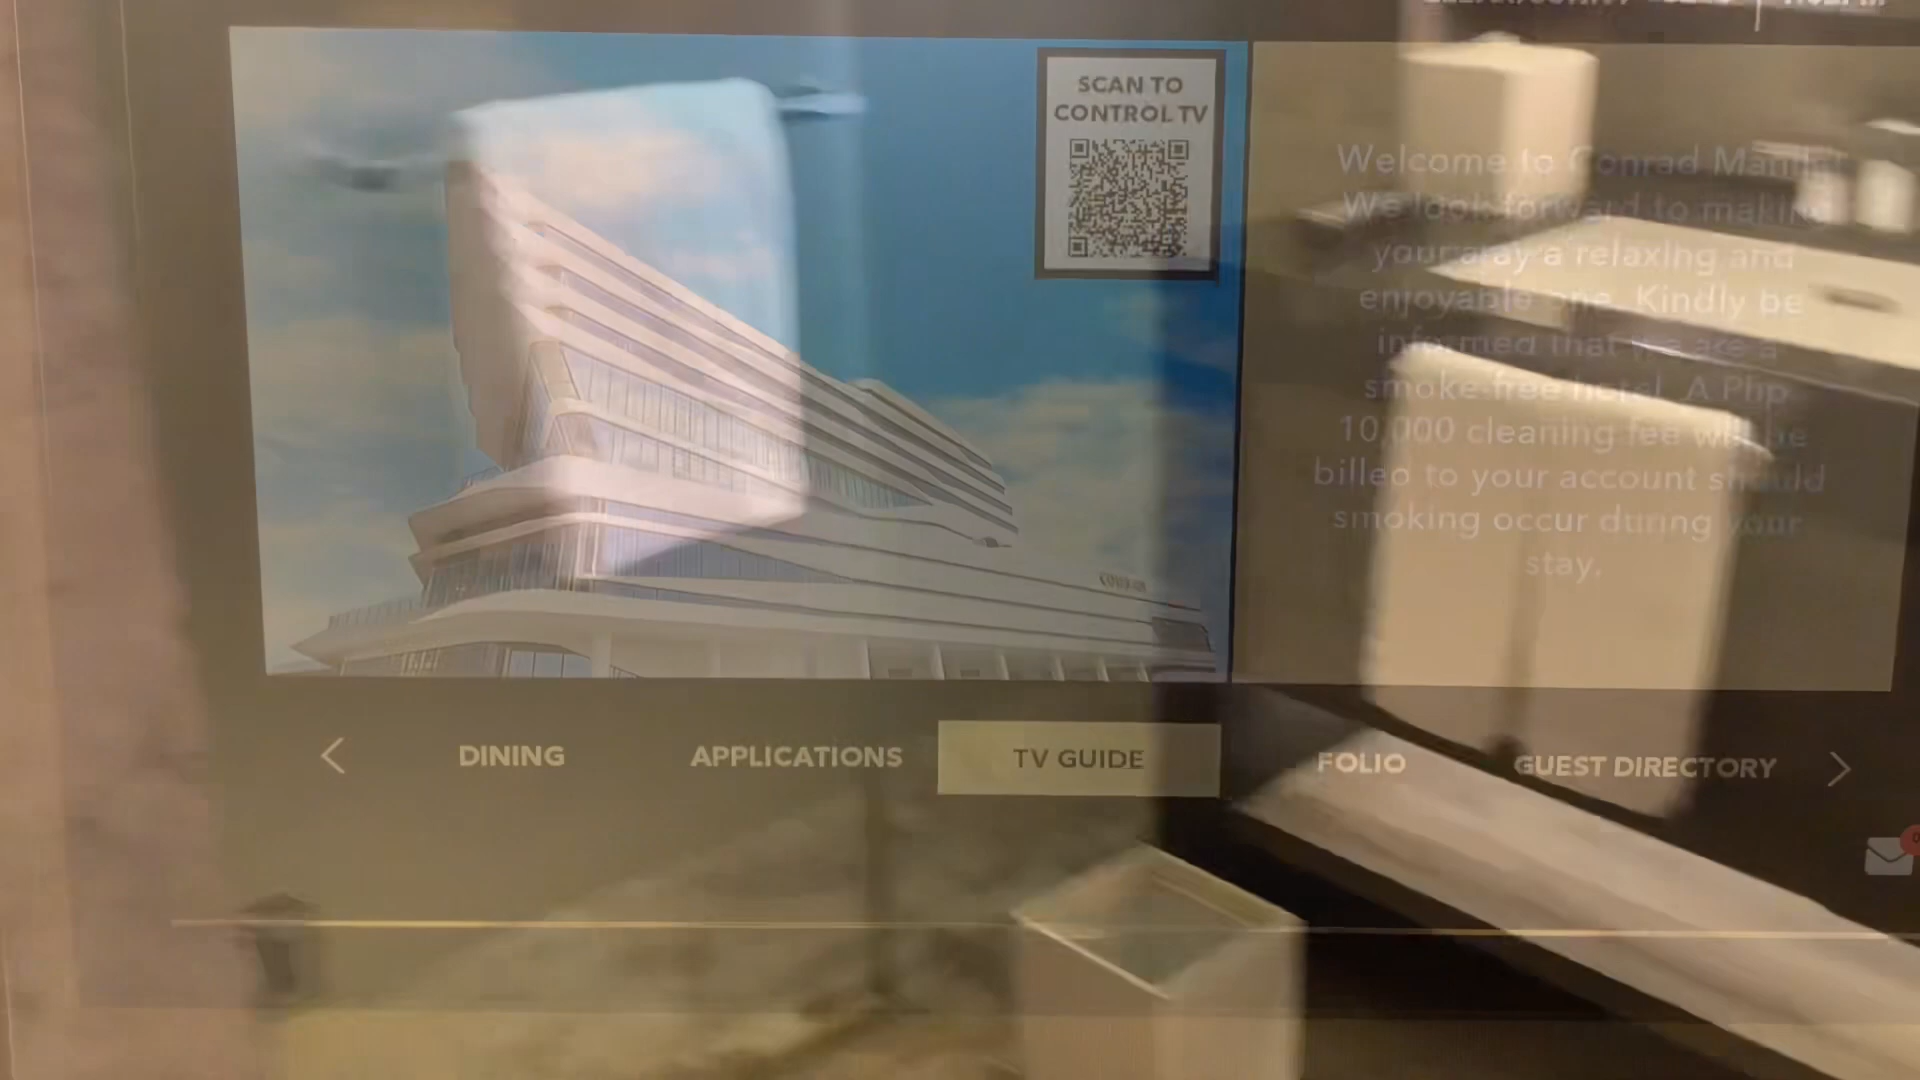 SCAN TO
CONTROL TV
Welcome to Conrad Manila!
We look forward to making
your stay a relaxing and
enjoyable one. Kindly be
informed that we are a
smoke-free hotel. A Php
10,000 cleaning fee will be
billed to your account should
smoking occur during your
stay.
CONRAD
DINING
APPLICATIONS
TV GUIDE
FOLIO
GUEST DIRECTORY